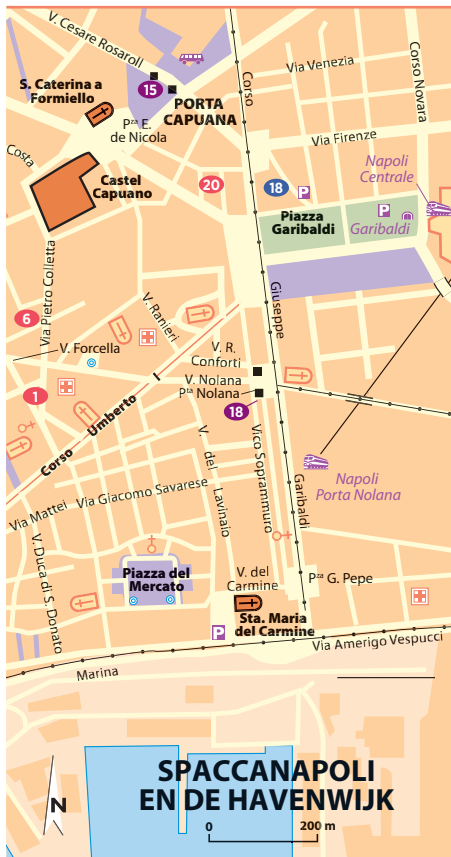 V. Cesare Rosaroll
Corso
Via Venezia
Corso Novara
S. Caterina a
Formiello
15
PORTA
CAPUANA
Pza E.
de Nicola
Via Firenze
Costa
Castel
Capuano
20
18
P
Napoli
Centrale
Piazza
Garibaldi
P
Garibaldi
Via Pietro Colletta
V. Ranieri
Giuseppe
6
V. Forcella
V. R.
Conforti
V. Nolana
Pta Nolana
1
18
Corso Umberto I
V. del Lavinaio
Vico Soprammuro
Garibaldi
Napoli
Porta Nolana
Via Giacomo Savarese
Via Mattei
V. Duca di S. Donato
Piazza del
Mercato
V. del
Carmine
Pza G. Pepe
Sta. Maria
del Carmine
P
Via Amerigo Vespucci
Marina
SPACCANAPOLI
EN DE HAVENWIJK
N
0 200 m